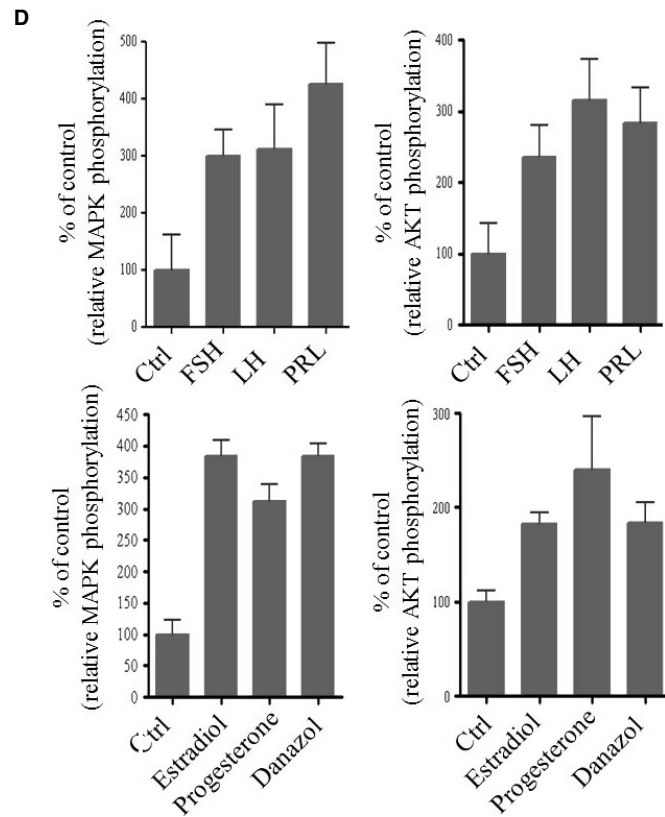 D
% of control
(relative MAPK phosphorylation)
500
400
300
200
100
0
Ctrl
FSH
LH
PRL
% of control
(relative AKT phosphorylation)
400
300
200
100
0
Ctrl
FSH
LH
PRL
% of control
(relative MAPK phosphorylation)
450
400
350
300
250
200
150
100
50
0
Ctrl
Estradiol
Progesterone
Danazol
% of control
(relative AKT phosphorylation)
300
200
100
0
Ctrl
Estradiol
Progesterone
Danazol